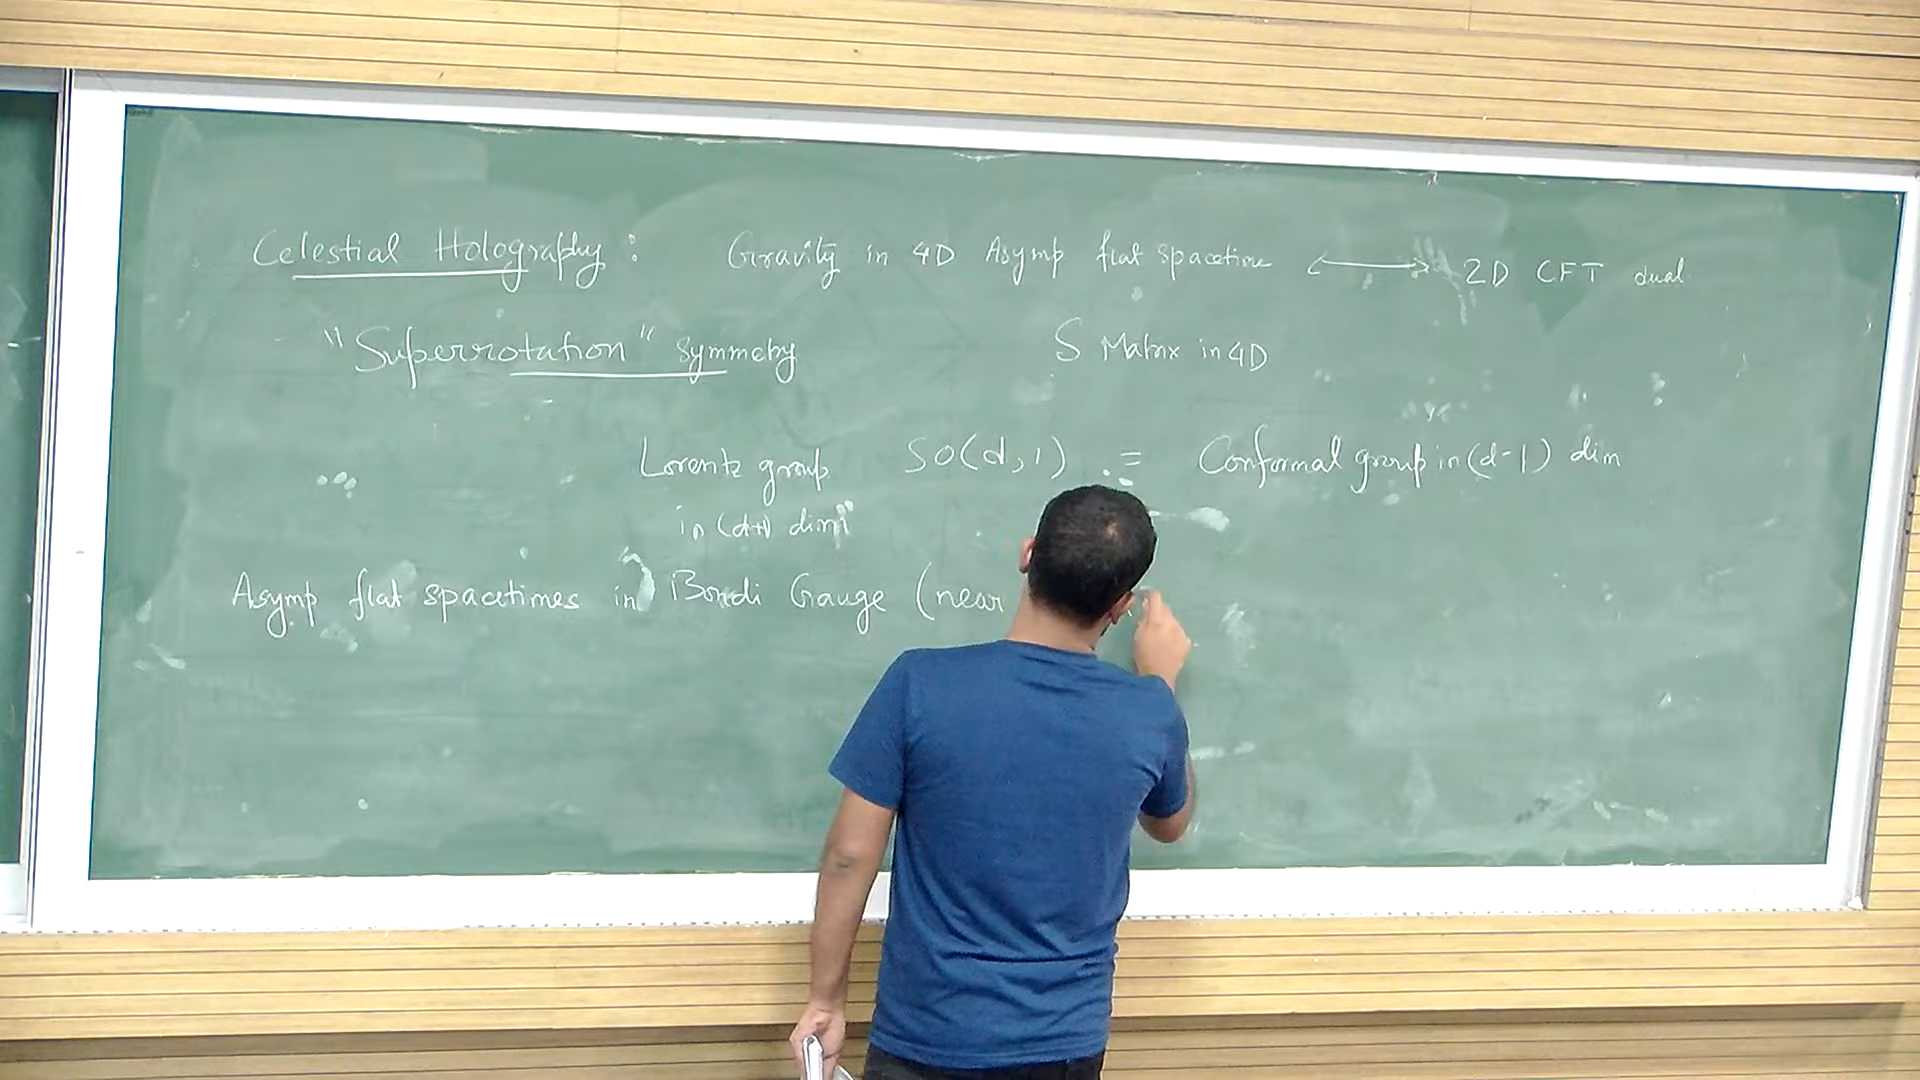 Celestial Holography : Gravity in 4D Asymp flat spacetime ⟷ 2D CFT dual
"Superrotation" Symmetry S Matrix in 4D
Lorentz group SO(d,1) = Conformal group in (d-1) dim
in (d+1) dim
Asymp flat spacetimes in Bondi Gauge (near